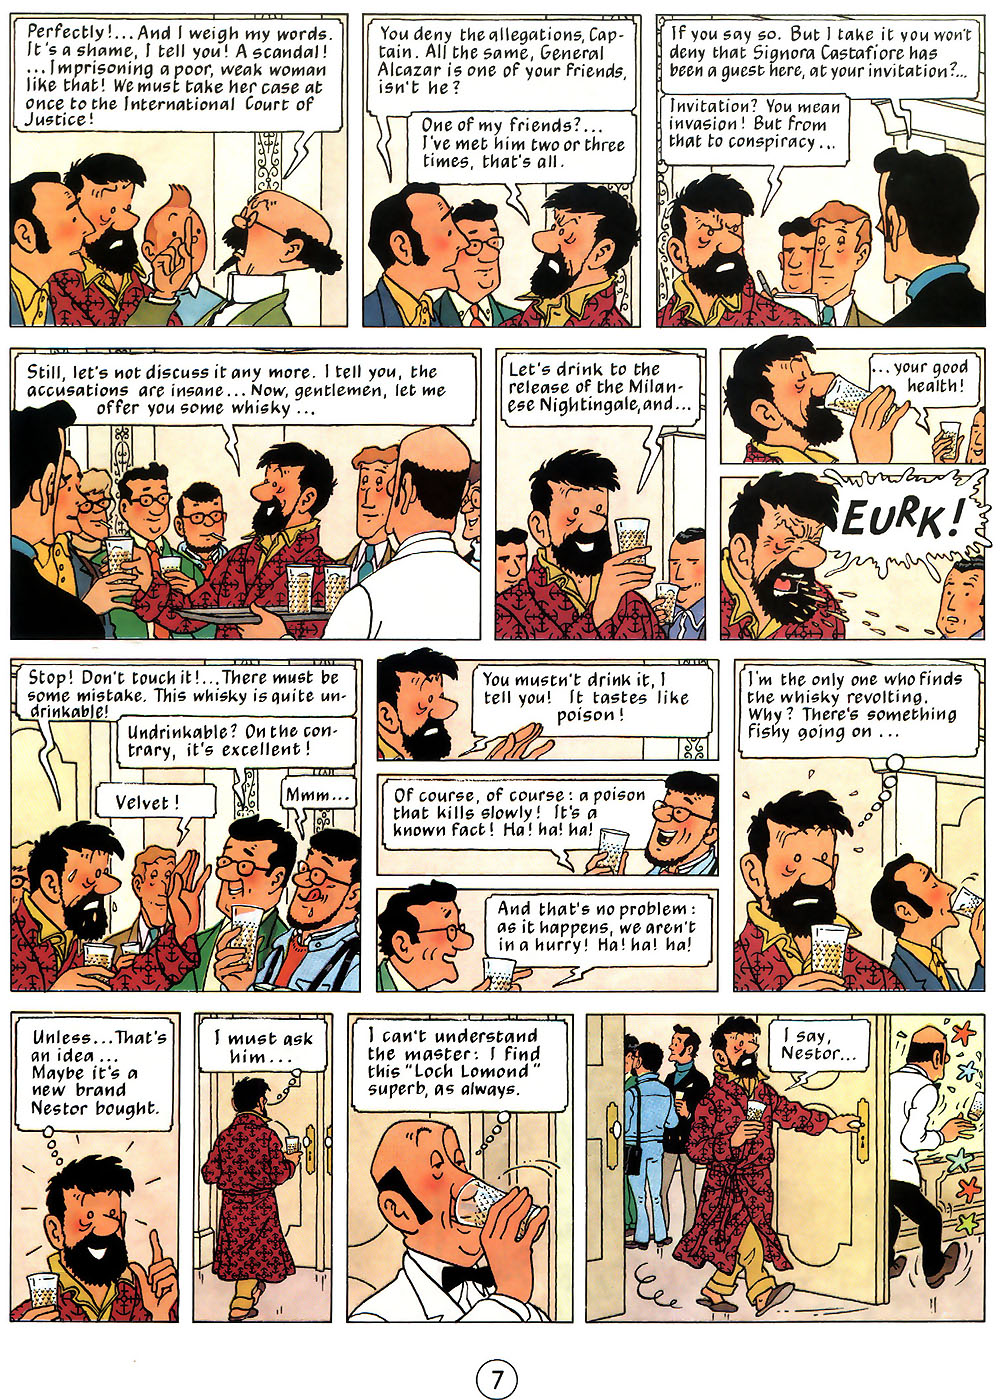 Perfectly!... And I weigh my words.
It's a shame, I tell you! A scandal!
...Imprisoning a poor, weak woman
like that! We must take her case at
once to the International Court of
Justice!
You deny the allegations, Cap-
tain. All the same, General
Alcazar is one of your friends,
isn't he?
One of my friends?...
I've met him two or three
times, that's all.
If you say so. But I take it you won't
deny that Signora Castafiore has
been a guest here, at your invitation?...
Invitation? You mean
invasion! But from
that to conspiracy...
Still, let's not discuss it any more. I tell you, the
accusations are insane... Now, gentlemen, let me
offer you some whisky...
Let's drink to the
release of the Milan-
ese Nightingale, and...
...your good
health!
EURK!
Stop! Don't touch it!...There must be
some mistake. This whisky is quite un-
drinkable!
Undrinkable? On the con-
trary, it's excellent!
Velvet!
Mmm...
You mustn't drink it, I
tell you! It tastes like
poison!
Of course, of course: a poison
that kills slowly! It's a
known fact! Ha! ha! ha!
And that's no problem:
as it happens, we aren't
in a hurry! Ha! ha! ha!
I'm the only one who finds
the whisky revolting.
Why? There's something
fishy going on...
Unless...That's
an idea...
Maybe it's a
new brand
Nestor bought.
I must ask
him...
I can't understand
the master: I find
this "Loch Lomond"
superb, as always.
I say,
Nestor...
7